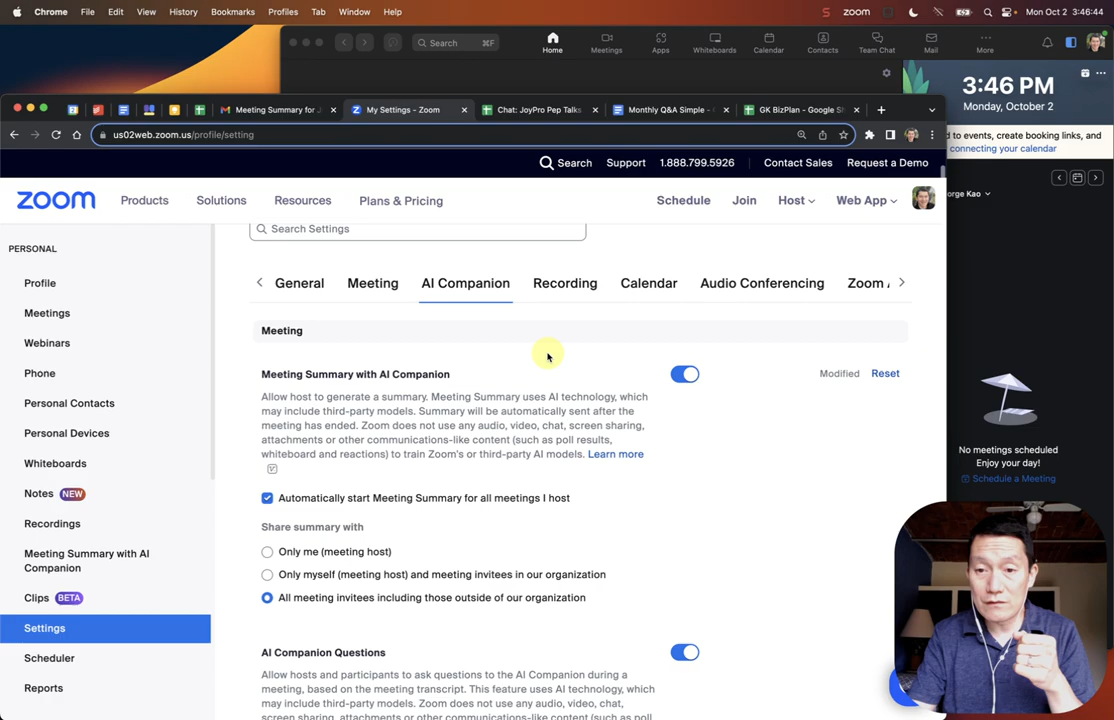 Chrome File Edit View History Bookmarks Profiles Tab Window Help zoom Mon Oct 2 3:46:44
Search ⌘F
Home Meetings Apps Whiteboards Calendar Contacts Team Chat Mail More
3:46 PM
Monday, October 2
Meeting Summary for J
My Settings - Zoom
Chat: JoyPro Pep Talks
Monthly Q&A Simple -
GK BizPlan - Google Sh
us02web.zoom.us/profile/setting
d to events, create booking links, and
connecting your calendar
Search Support 1.888.799.5926 Contact Sales Request a Demo
zoom Products Solutions Resources Plans & Pricing Schedule Join Host Web App
orge Kao
PERSONAL
Profile
Meetings
Webinars
Phone
Personal Contacts
Personal Devices
Whiteboards
Notes NEW
Recordings
Meeting Summary with AI
Companion
Clips BETA
Settings
Scheduler
Reports
Search Settings
General Meeting AI Companion Recording Calendar Audio Conferencing Zoom
Meeting
Meeting Summary with AI Companion Modified Reset
Allow host to generate a summary. Meeting Summary uses AI technology, which
may include third-party models. Summary will be automatically sent after the
meeting has ended. Zoom does not use any audio, video, chat, screen sharing,
attachments or other communications-like content (such as poll results,
whiteboard and reactions) to train Zoom's or third-party AI models. Learn more
Automatically start Meeting Summary for all meetings I host
Share summary with
Only me (meeting host)
Only myself (meeting host) and meeting invitees in our organization
All meeting invitees including those outside of our organization
AI Companion Questions
Allow hosts and participants to ask questions to the AI Companion during a
meeting, based on the meeting transcript. This feature uses AI technology, which
may include third-party models. Zoom does not use any audio, video, chat,
screen sharing, attachments or other communications-like content (such as poll
No meetings scheduled
Enjoy your day!
Schedule a Meeting